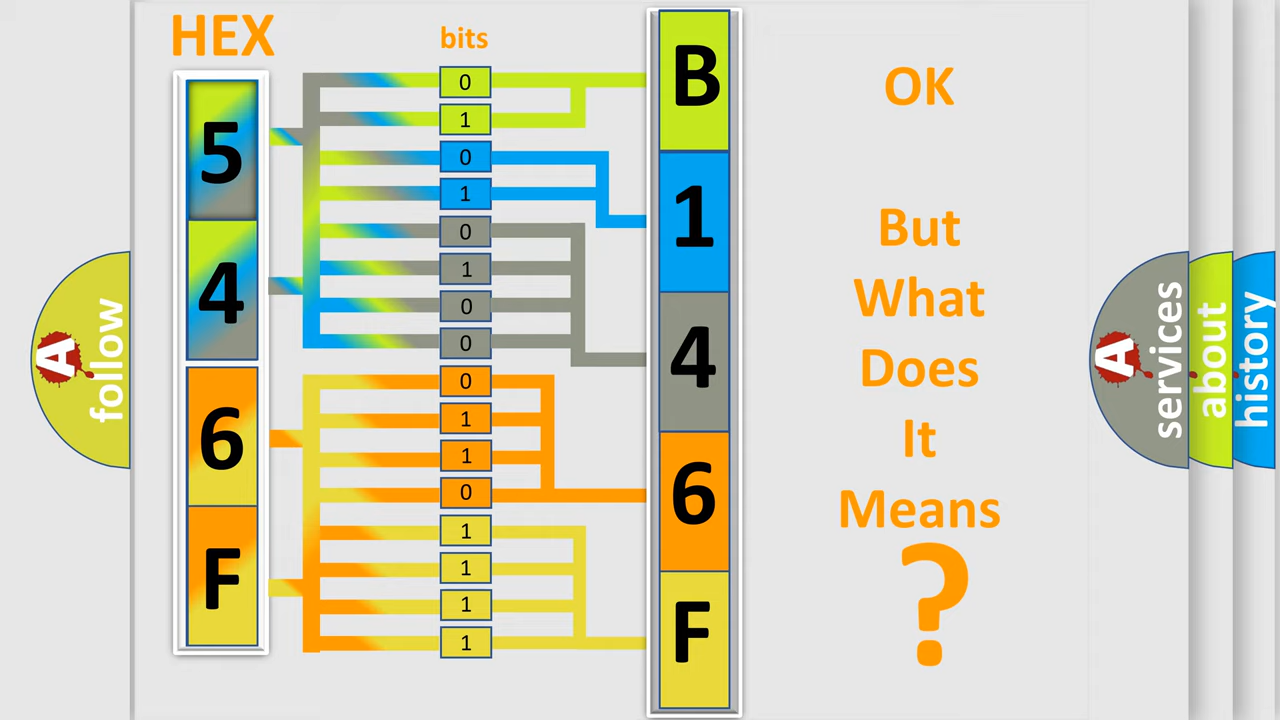 HEX
bits
5
4
6
F
0
1
0
1
0
1
0
0
0
1
1
0
1
1
1
1
B
1
4
6
F
OK
But
What
Does
It
Means
?
A
follow
A
services
about
history